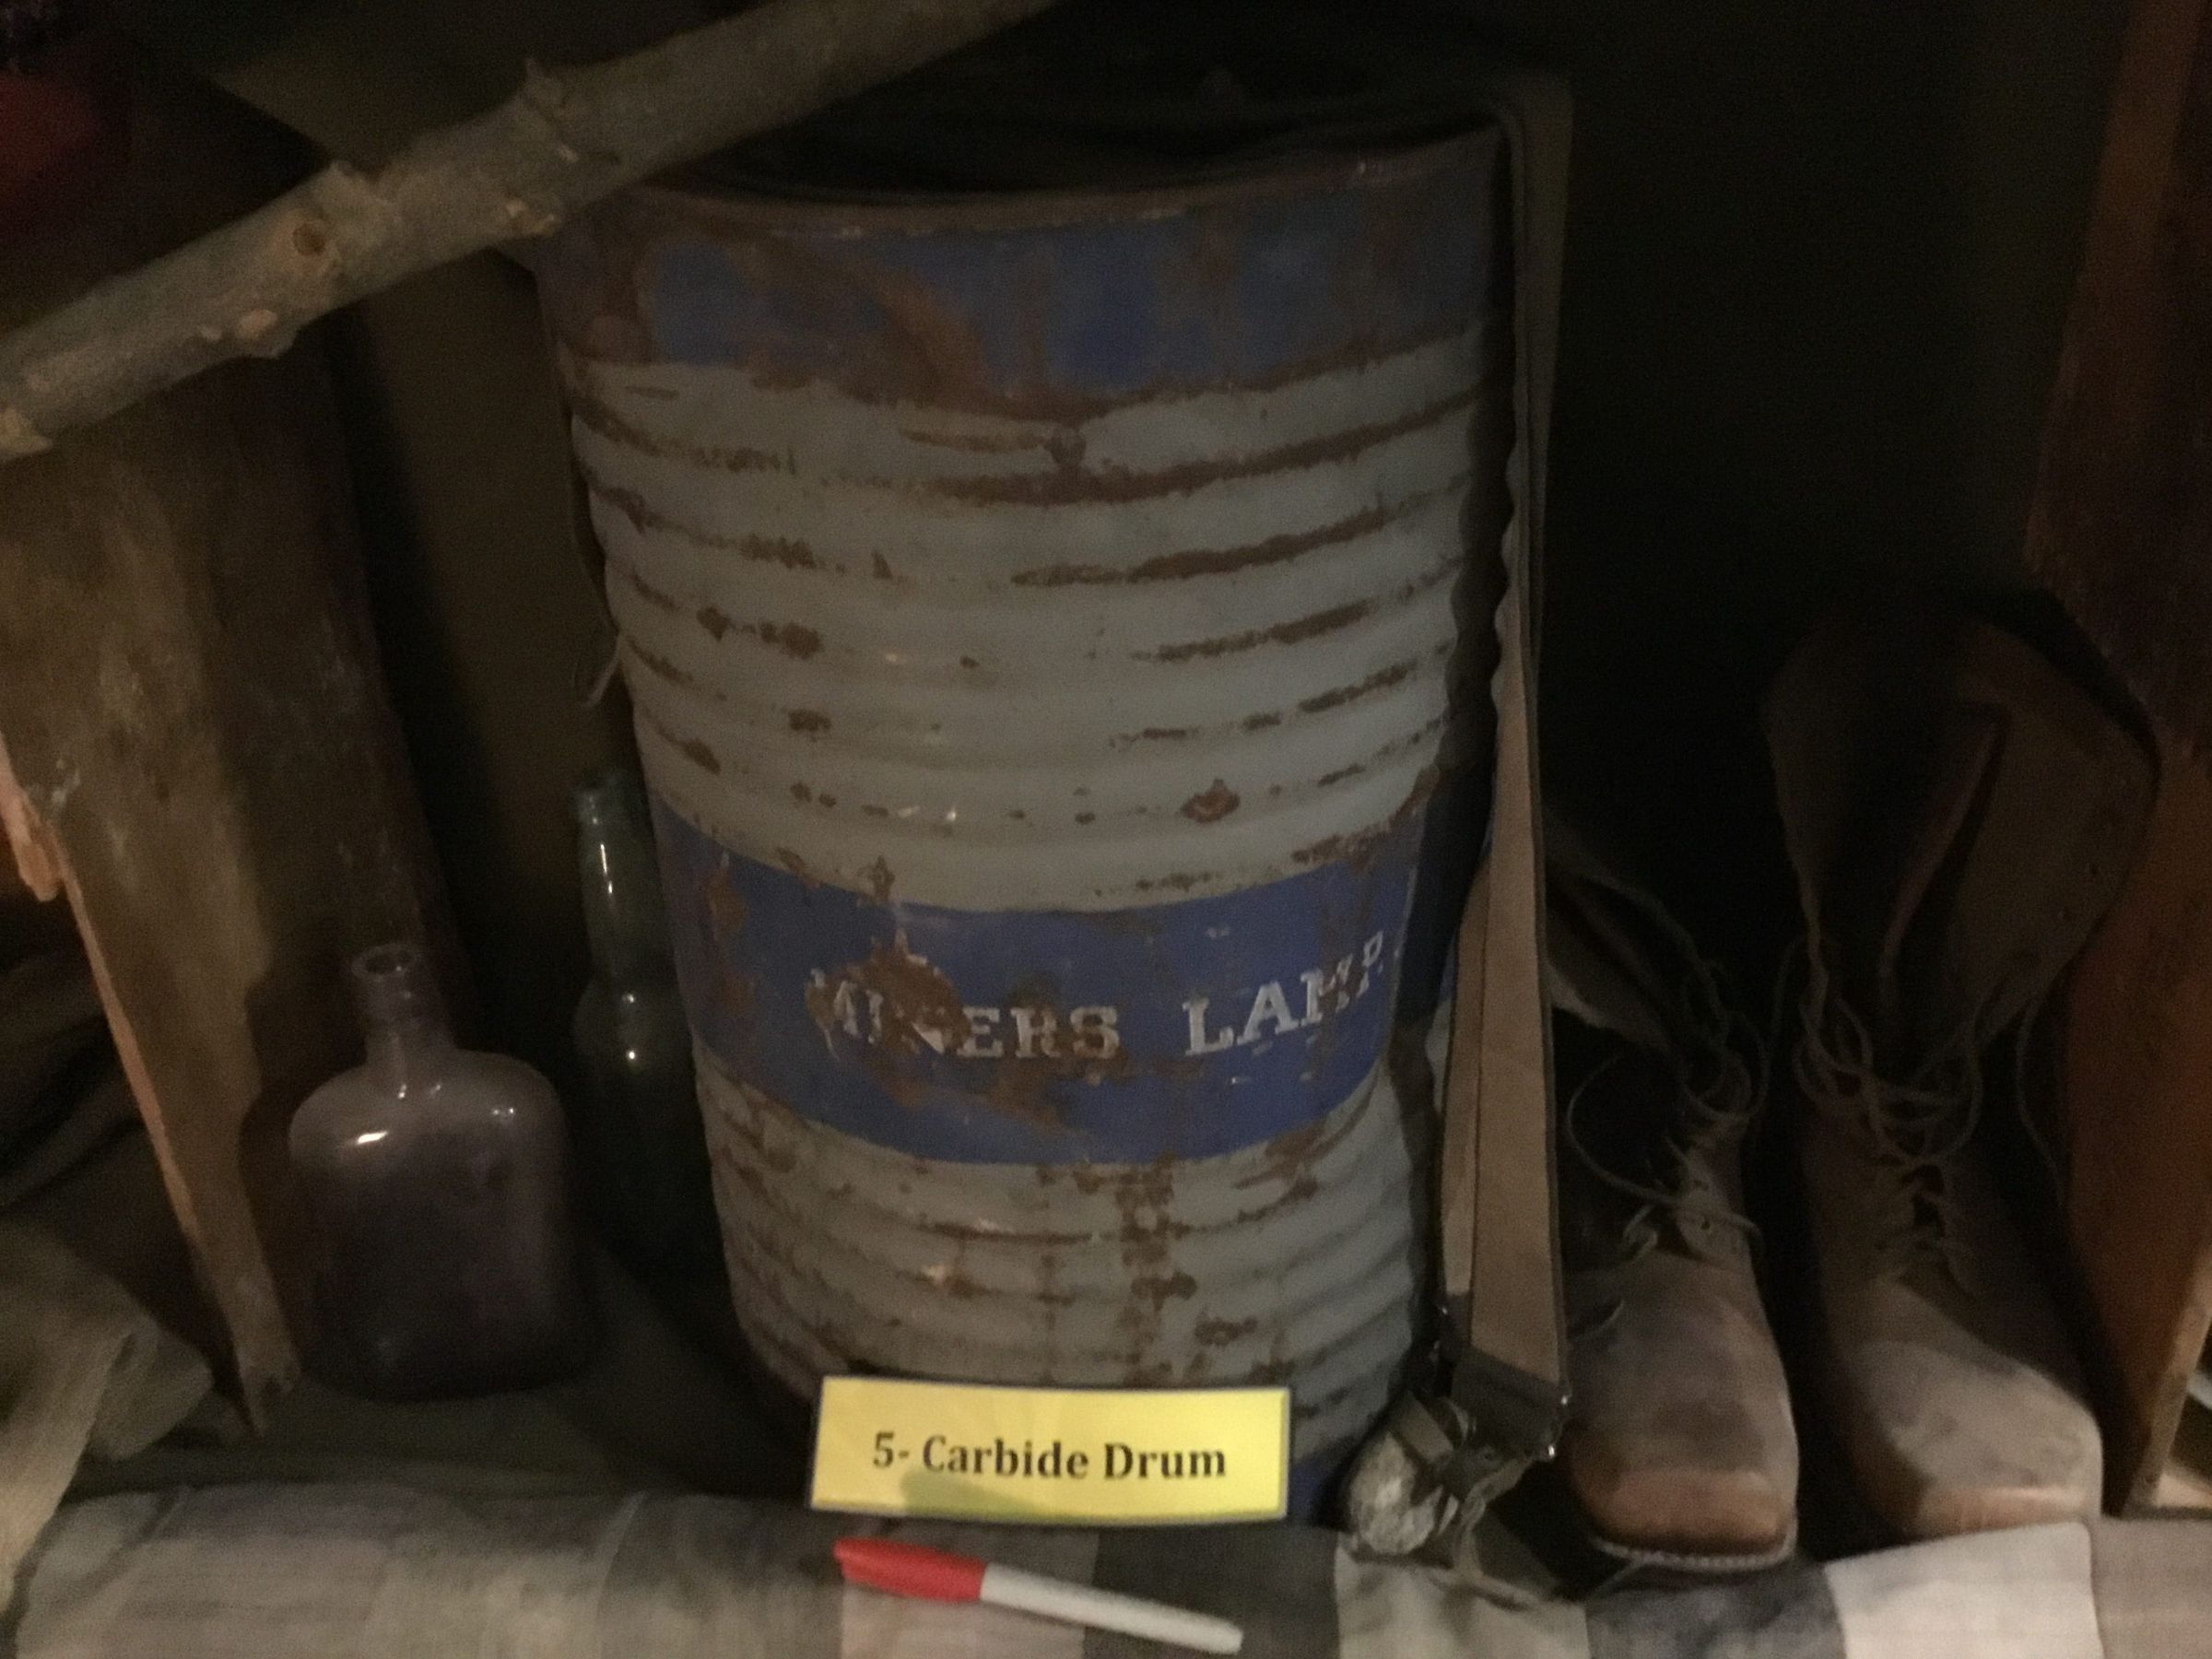 MINERS LAMP
5- Carbide Drum